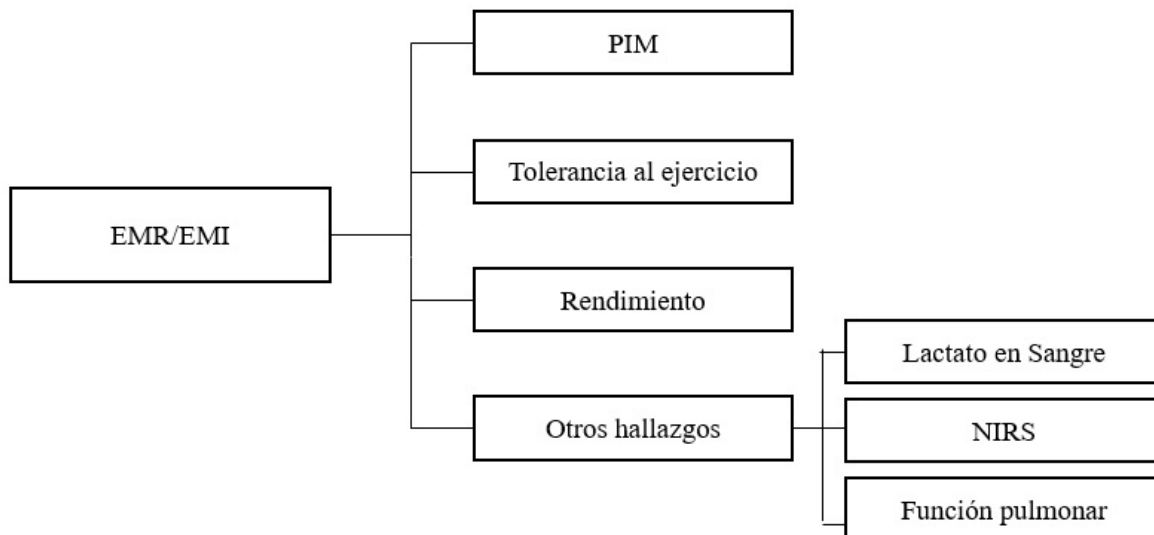 PIM
Tolerancia al ejercicio
EMR/EMI
Rendimiento
Lactato en Sangre
Otros hallazgos
NIRS
Función pulmonar